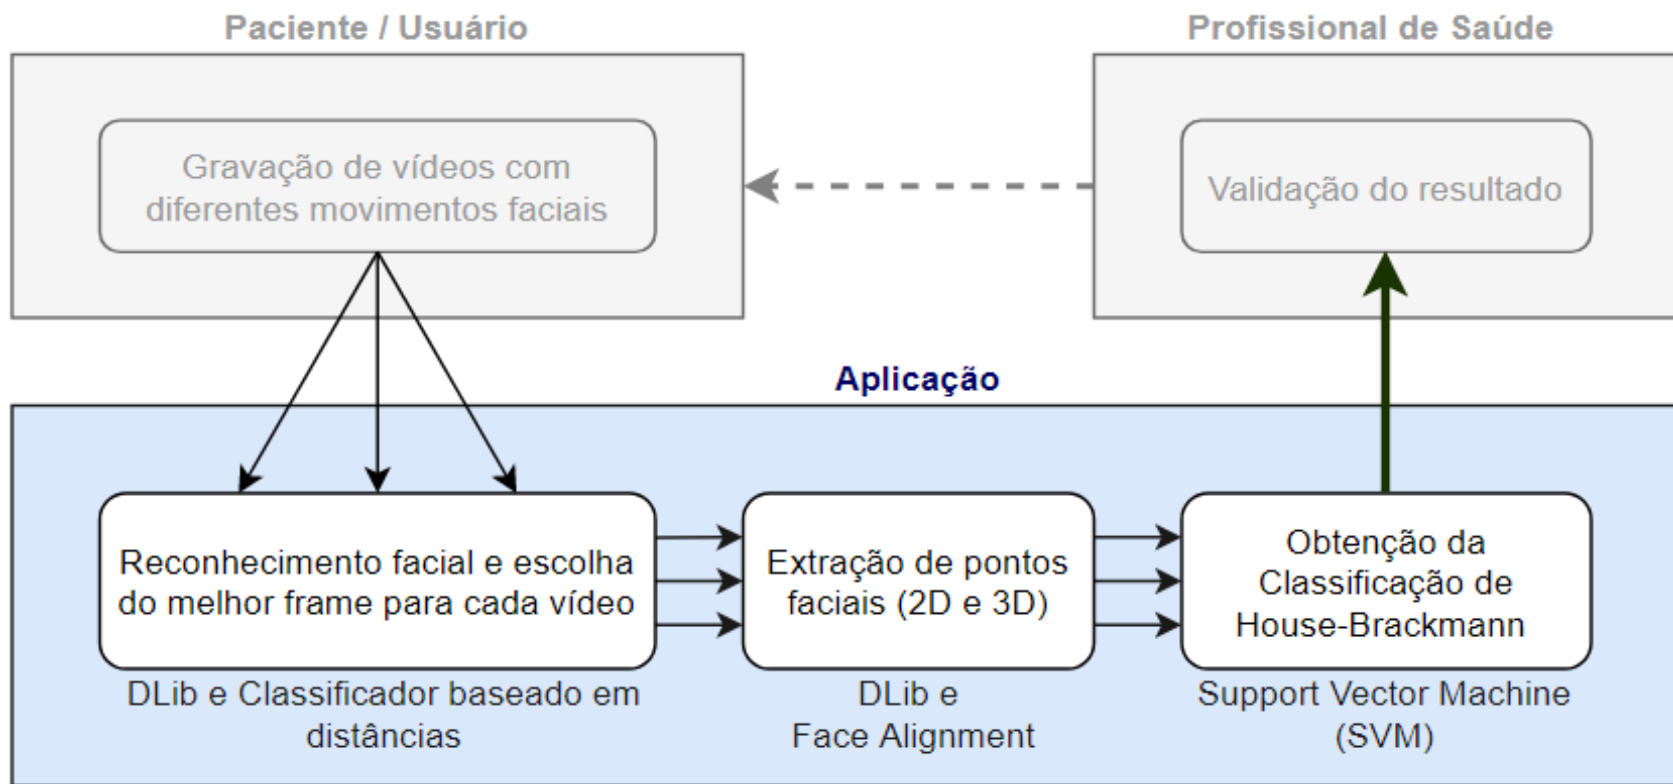 Paciente / Usuário
Profissional de Saúde
Gravação de vídeos com
diferentes movimentos faciais
Validação do resultado
Aplicação
Reconhecimento facial e escolha
do melhor frame para cada vídeo
Extração de pontos
faciais (2D e 3D)
Obtenção da
Classificação de
House-Brackmann
DLib e Classificador baseado em
distâncias
DLib e
Face Alignment
Support Vector Machine
(SVM)